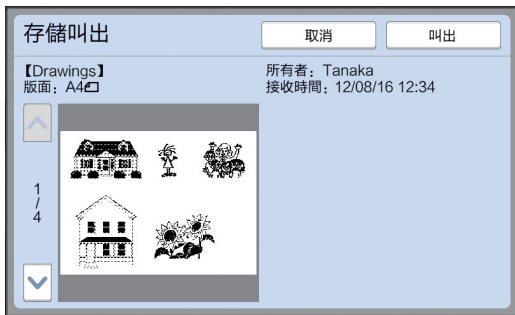 存儲叫出
取消
叫出
【Drawings】
版面：A4
所有者：Tanaka
接收時間：12/08/16 12:34
1
/
4